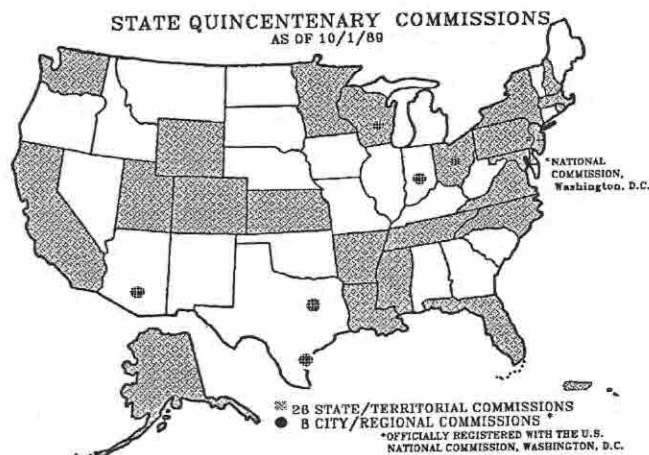 STATE QUINCENTENARY COMMISSIONS
AS OF 10/1/89
*NATIONAL
COMMISSION,
Washington, D.C.
26 STATE/TERRITORIAL COMMISSIONS
8 CITY/REGIONAL COMMISSIONS *
*OFFICIALLY REGISTERED WITH THE U.S.
NATIONAL COMMISSION, WASHINGTON, D.C.